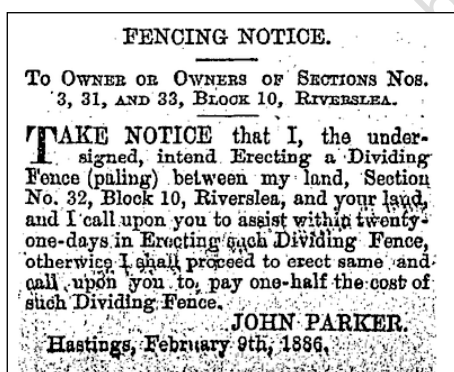 FENCING NOTICE.
To Owner or Owners of Sections Nos.
3, 31, and 33, Block 10, Riverslea.
TAKE NOTICE that I, the under-
signed, intend Erecting a Dividing
Fence (paling) between my land, Section
No. 32, Block 10, Riverslea, and your land,
and I call upon you to assist within twenty-
one-days in Erecting such Dividing Fence,
otherwise I shall proceed to erect same and
call upon you to pay one-half the cost of
such Dividing Fence.
JOHN PARKER.
Hastings, February 9th, 1886.